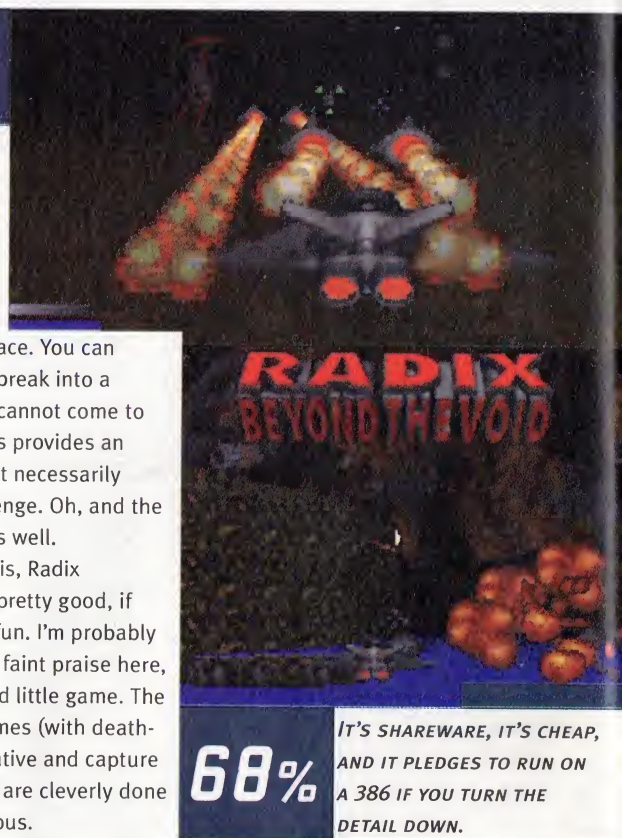 ace. You can
break into a
cannot come to
s provides an
t necessarily
enge. Oh, and the
s well.
is, Radix
pretty good, if
fun. I'm probably
faint praise here,
d little game. The
mes (with death-
ative and capture
are cleverly done
ous.
RADIX
BEYOND THE VOID
68%
IT'S SHAREWARE, IT'S CHEAP,
AND IT PLEDGES TO RUN ON
A 386 IF YOU TURN THE
DETAIL DOWN.